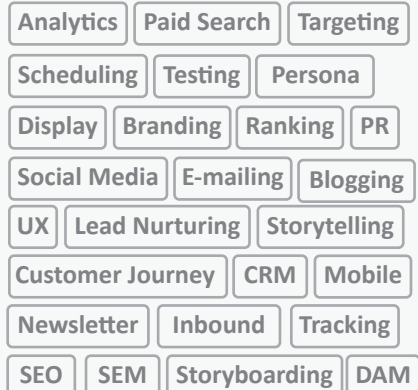 Analytics Paid Search Targeting
Scheduling Testing Persona
Display Branding Ranking PR
Social Media E-mailing Blogging
UX Lead Nurturing Storytelling
Customer Journey CRM Mobile
Newsletter Inbound Tracking
SEO SEM Storyboarding DAM